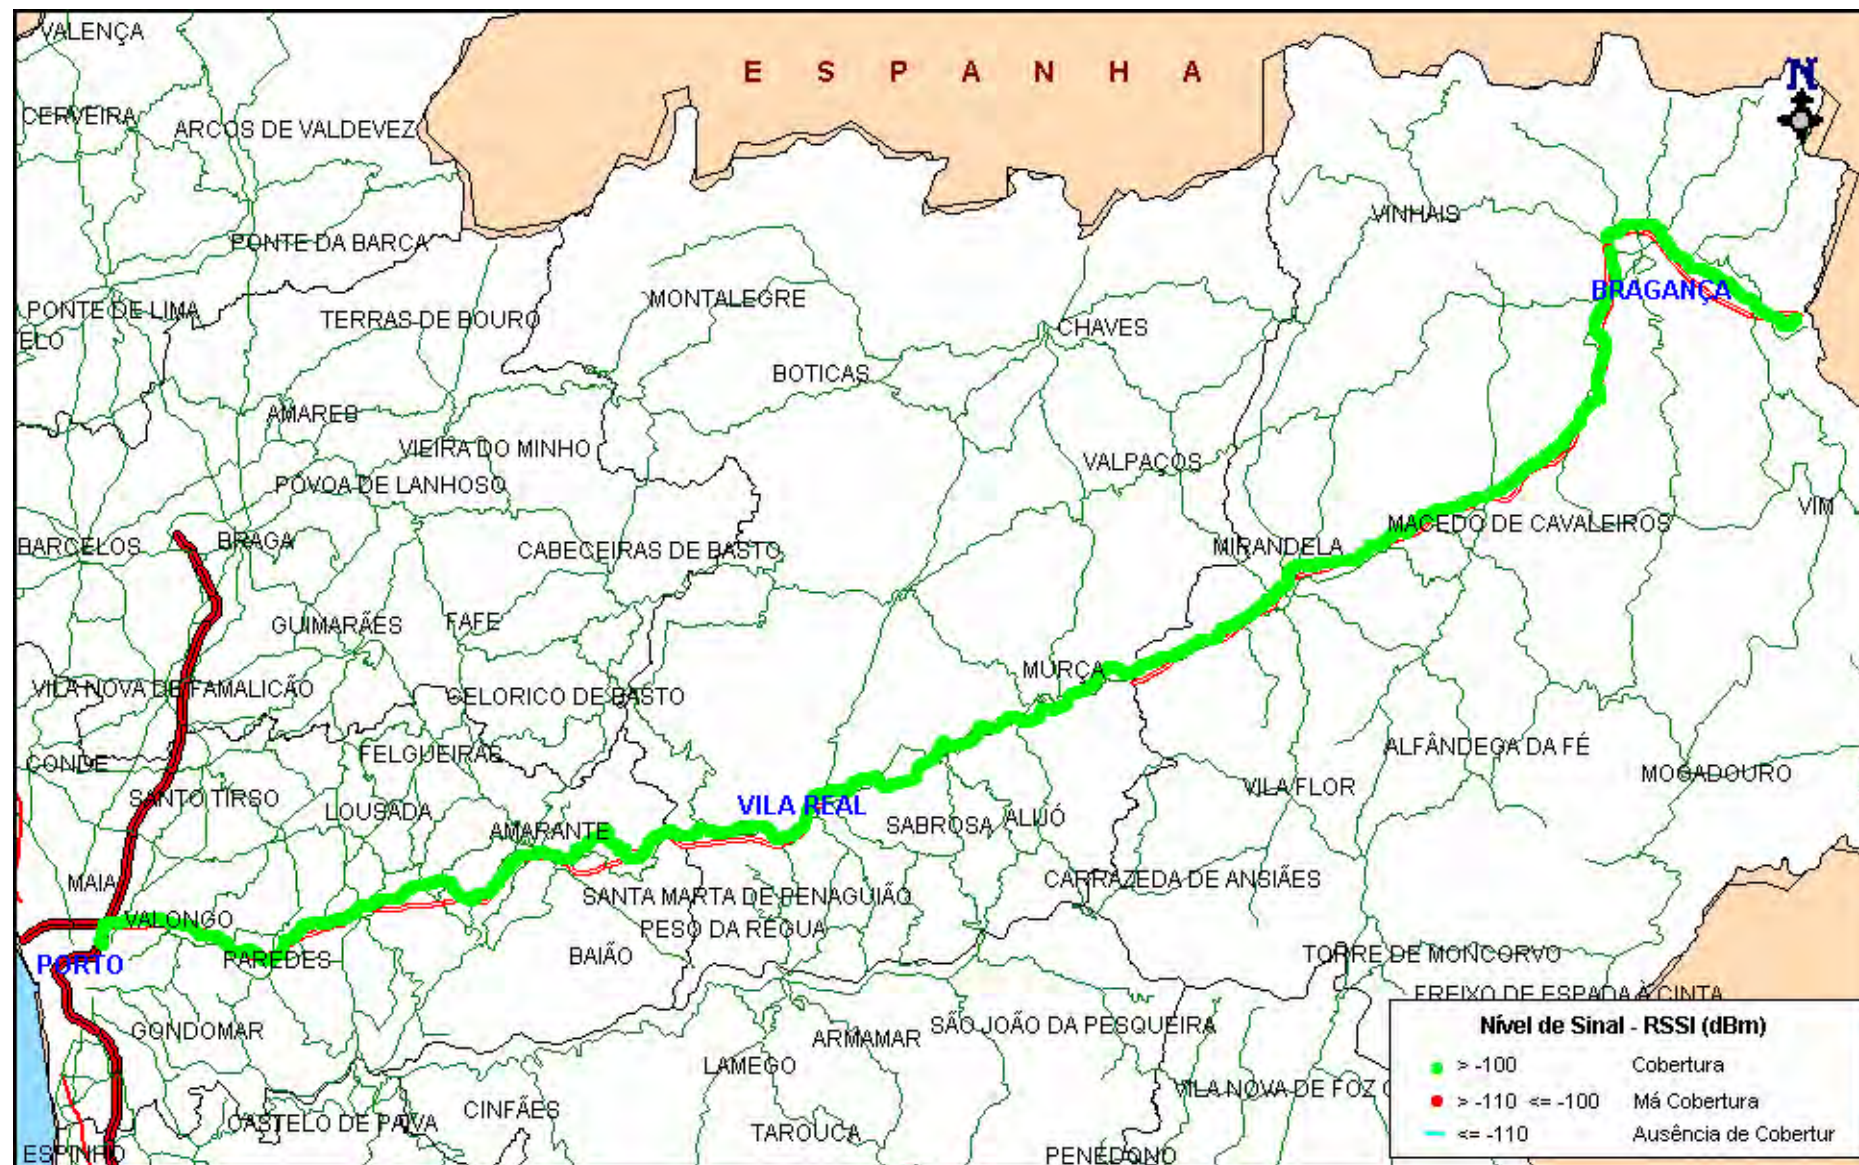 VALENÇA
E S P A N H A
N
CERVEIRA
ARCOS DE VALDEVEZ
VINHAIS
PONTE DA BARCA
BRAGANÇA
PONTE DE LIMA
MONTALEGRE
TERRAS DE BOURO
CHAVES
ELO
BOTICAS
AMARES
VIEIRA DO MINHO
VALPAÇOS
POVOA DE LANHOSO
VIM
MACEDO DE CAVALEIROS
BARCELOS
BRAGA
CABECEIRAS DE BASTO
MIRANDELA
GUIMARÃES
FAFE
MURÇA
VILA NOVA DE FAMALICÃO
CELORICO DE BASTO
ALFÂNDEGA DA FÉ
FELGUEIRAS
CONDE
MOGADOURO
SANTO TIRSO
VILA FLOR
LOUSADA
VILA REAL
AMARANTE
SABROSA
ALIJÓ
MAIA
CARRAZEDA DE ANSIÃES
SANTA MARTA DE PENAGUIÃO
VALONGO
PESO DA RÉGUA
BAIÃO
TORRE DE MONCORVO
PORTO
PAREDES
FREIXO DE ESPADA À CINTA
GONDOMAR
SÃO JOÃO DA PESQUEIRA
ARMAMAR
LAMEGO
VILA NOVA DE FOZ C
CINFÃES
CASTELO DE PAIVA
TAROUCA
ESPINHO
PENEDONO
Nível de Sinal - RSSI (dBm)
> -100 Cobertura
> -110 <= -100 Má Cobertura
<= -110 Ausência de Cobertur